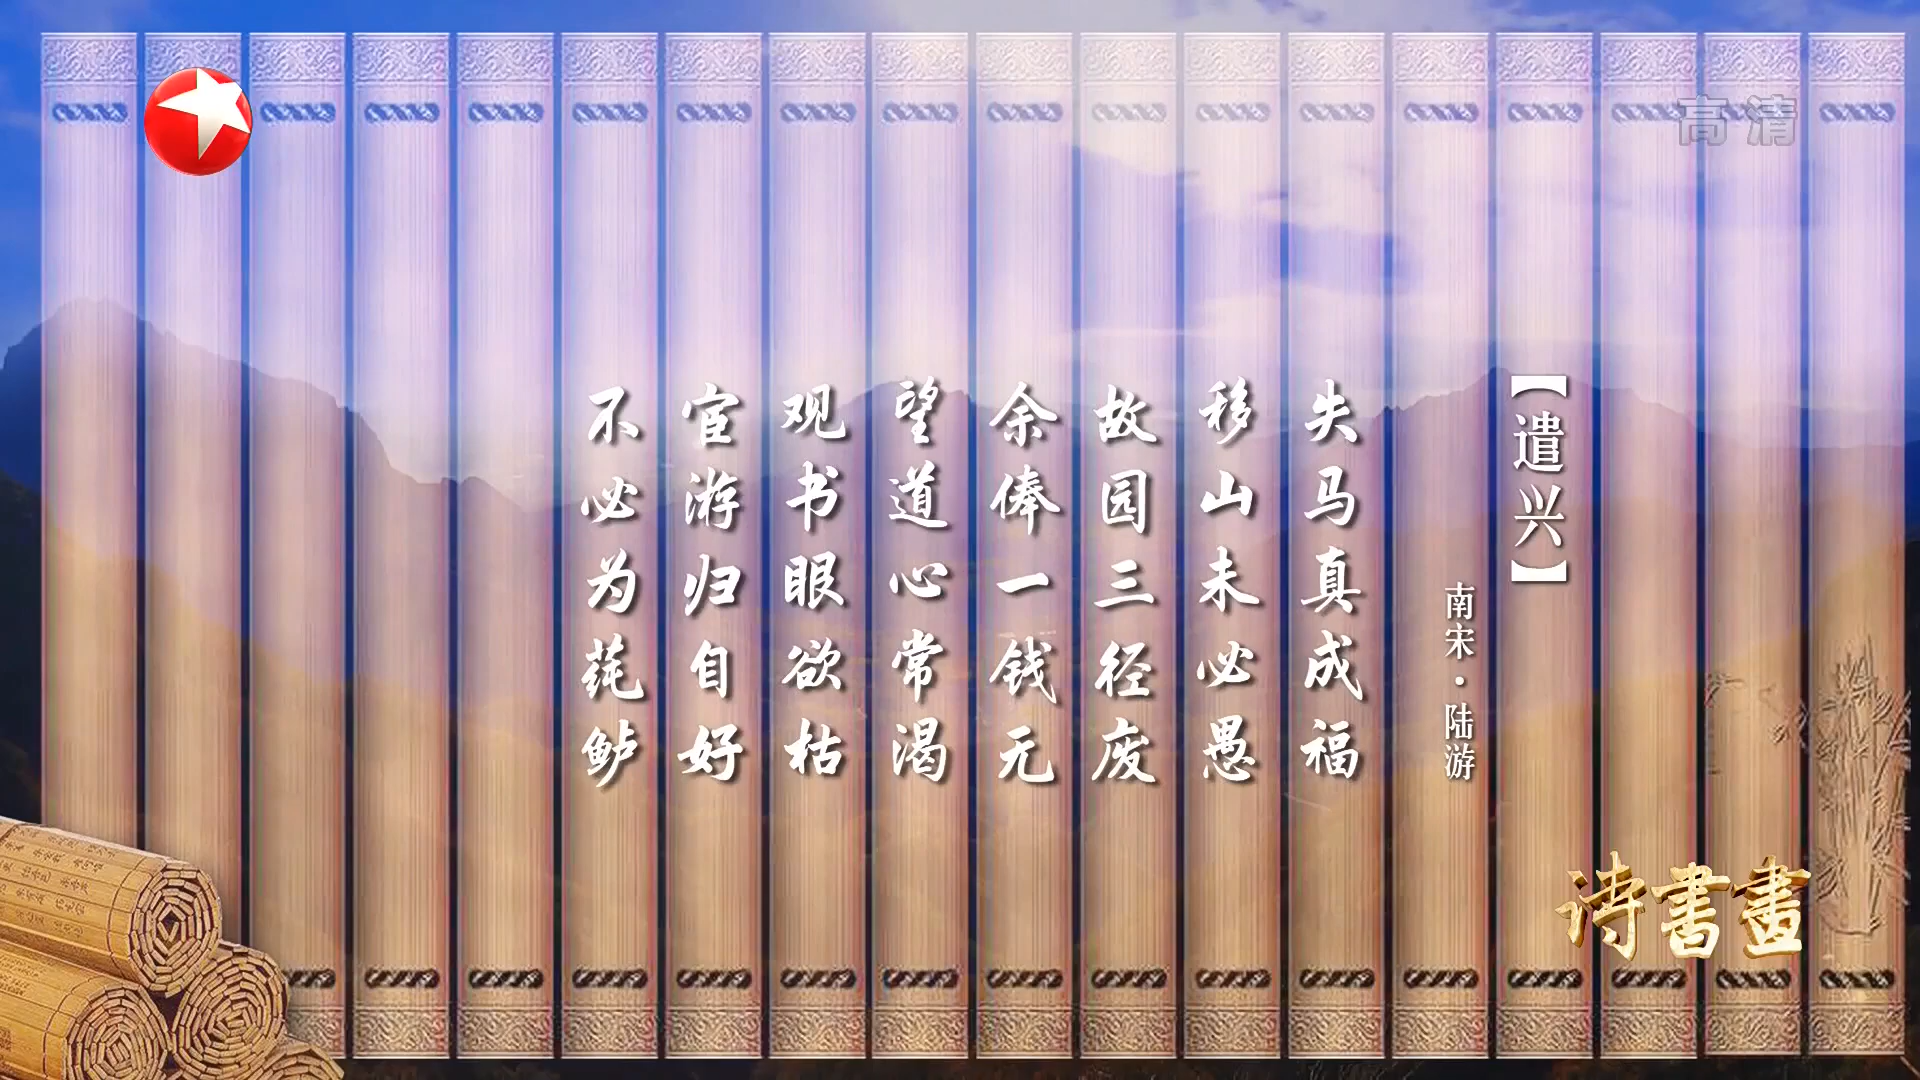 高清
【遣兴】
南宋·陆游
失马真成福
移山未必愚
故园三径废
余俸一钱无
望道心常渴
观书眼欲枯
宦游归自好
不必为莼鲈
诗書畫